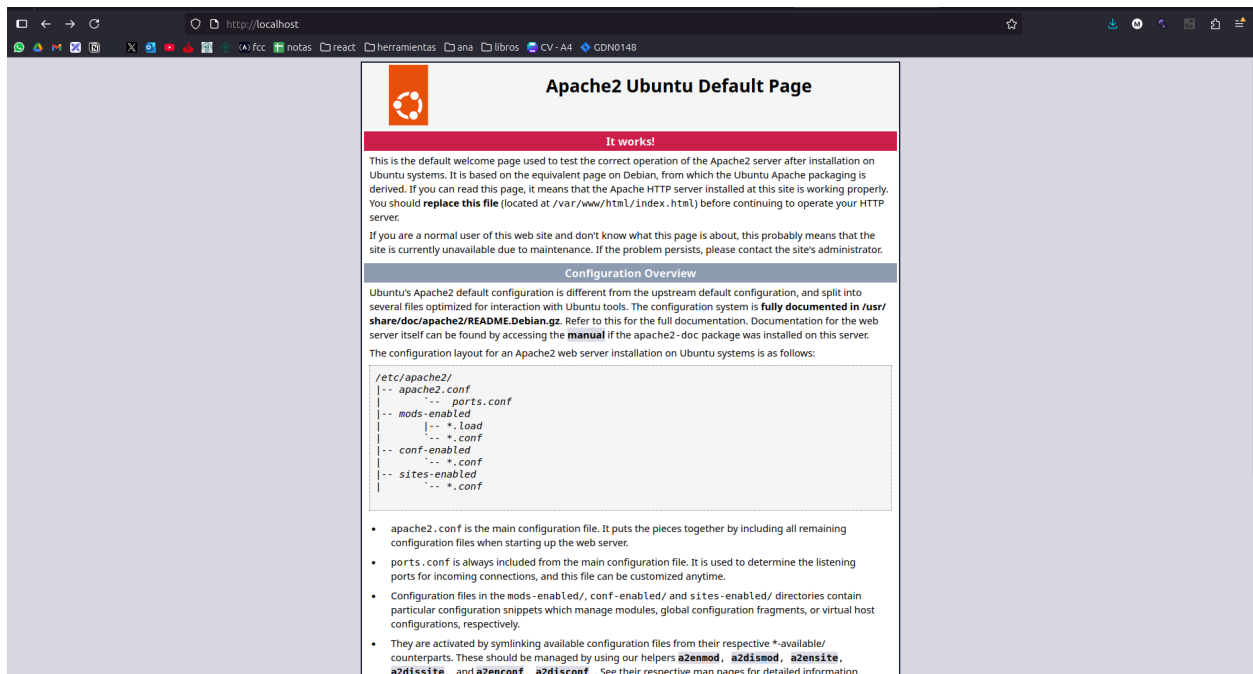 http://localhost
fcc notas react herramientas ana libros CV - A4 GDN0148
Apache2 Ubuntu Default Page
It works!
This is the default welcome page used to test the correct operation of the Apache2 server after installation on
Ubuntu systems. It is based on the equivalent page on Debian, from which the Ubuntu Apache packaging is
derived. If you can read this page, it means that the Apache HTTP server installed at this site is working properly.
You should replace this file (located at /var/www/html/index.html) before continuing to operate your HTTP
server.
If you are a normal user of this web site and don't know what this page is about, this probably means that the
site is currently unavailable due to maintenance. If the problem persists, please contact the site's administrator.
Configuration Overview
Ubuntu's Apache2 default configuration is different from the upstream default configuration, and split into
several files optimized for interaction with Ubuntu tools. The configuration system is fully documented in /usr/
share/doc/apache2/README.Debian.gz. Refer to this for the full documentation. Documentation for the web
server itself can be found by accessing the manual if the apache2-doc package was installed on this server.
The configuration layout for an Apache2 web server installation on Ubuntu systems is as follows:
/etc/apache2/
|-- apache2.conf
|       `--  ports.conf
|-- mods-enabled
|       |-- *.load
|       `-- *.conf
|-- conf-enabled
|       `-- *.conf
|-- sites-enabled
|       `-- *.conf
• apache2.conf is the main configuration file. It puts the pieces together by including all remaining
configuration files when starting up the web server.
• ports.conf is always included from the main configuration file. It is used to determine the listening
ports for incoming connections, and this file can be customized anytime.
• Configuration files in the mods-enabled/, conf-enabled/ and sites-enabled/ directories contain
particular configuration snippets which manage modules, global configuration fragments, or virtual host
configurations, respectively.
• They are activated by symlinking available configuration files from their respective *-available/
counterparts. These should be managed by using our helpers a2enmod, a2dismod, a2ensite,
a2dissite, and a2enconf, a2disconf . See their respective man pages for detailed information.